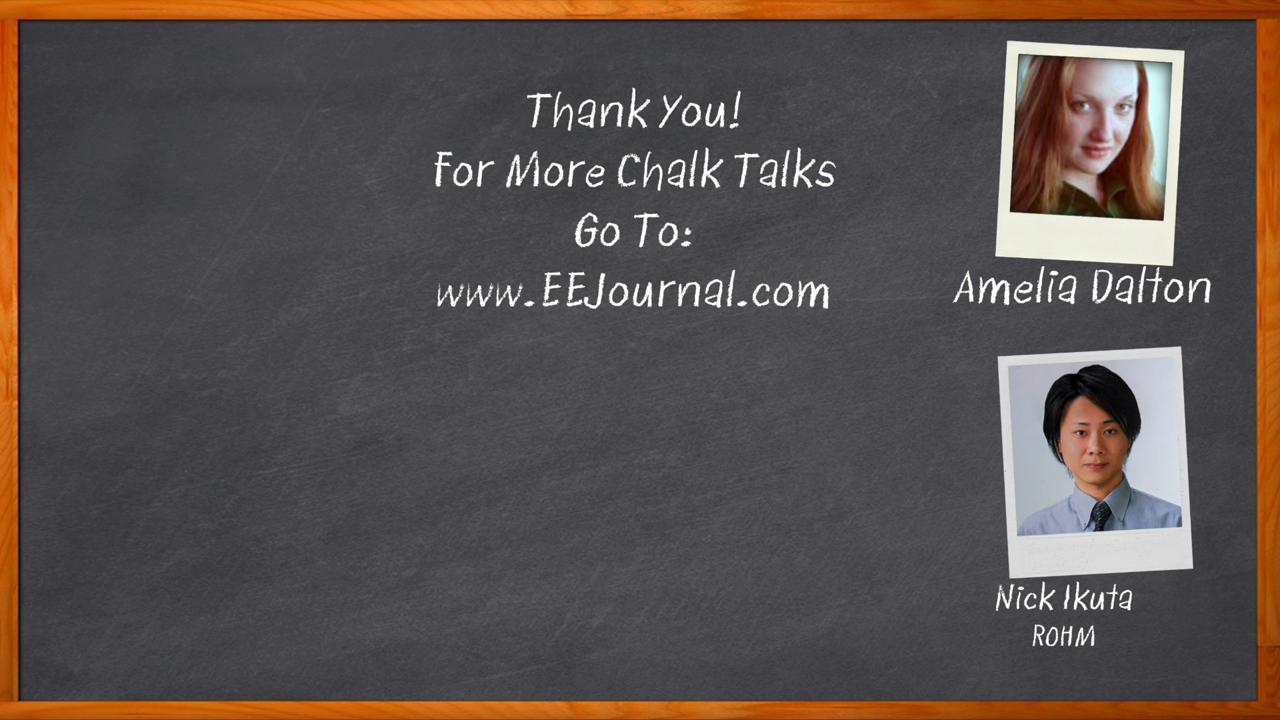 Thank You!
For More Chalk Talks
Go To:
www.EEJournal.com
Amelia Dalton
Nick Ikuta
ROHM